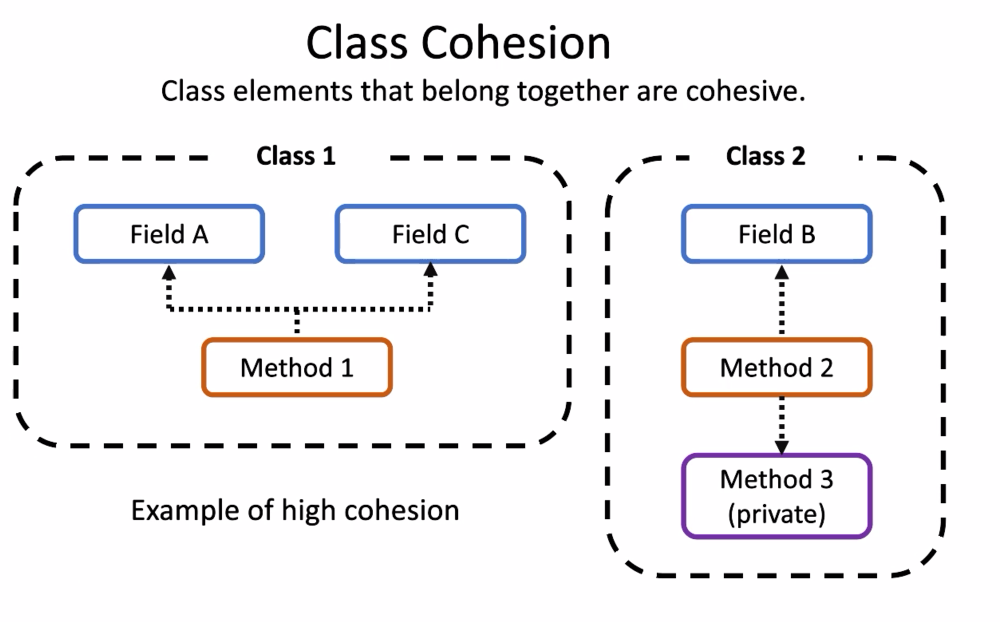 Class Cohesion
Class elements that belong together are cohesive.
Class 1
Field A
Field C
Method 1
Example of high cohesion
Class 2
Field B
Method 2
Method 3
(private)